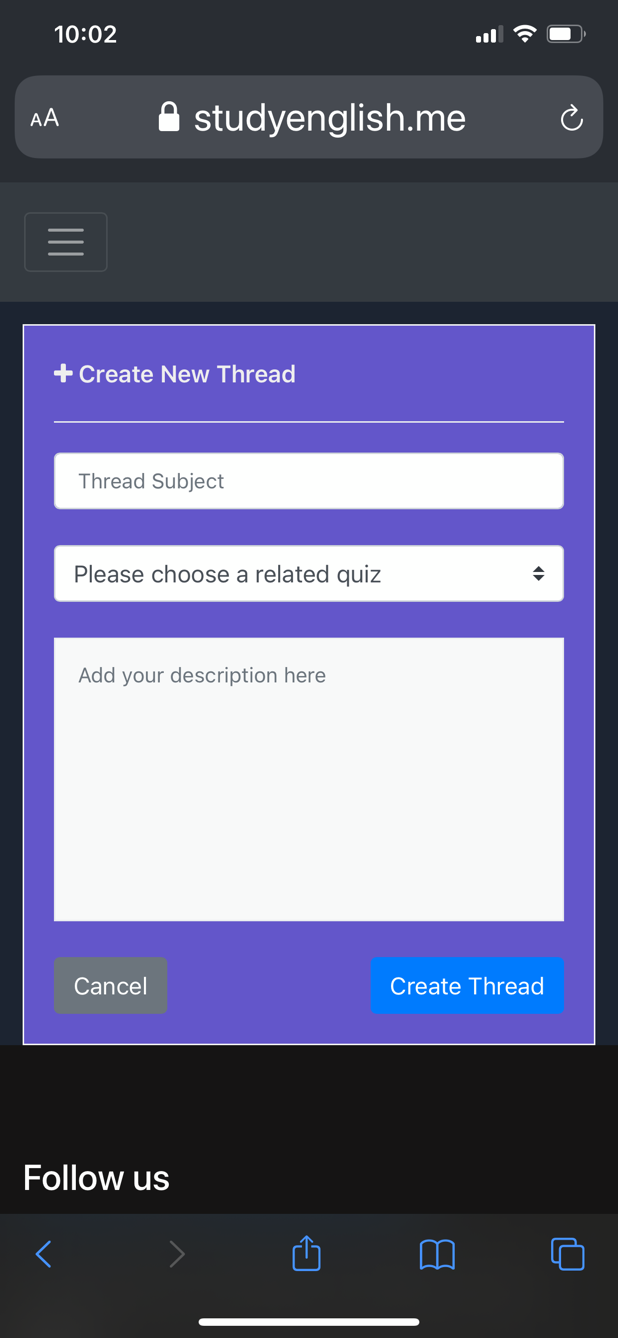 10:02
AA
studyenglish.me
Create New Thread
Thread Subject
Please choose a related quiz
Add your description here
Cancel
Create Thread
Follow us